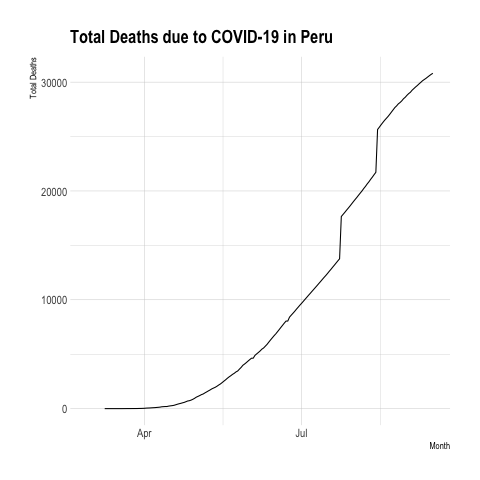 Total Deaths due to COVID-19 in Peru
Total Deaths
30000
20000
10000
0
Apr
Jul
Month